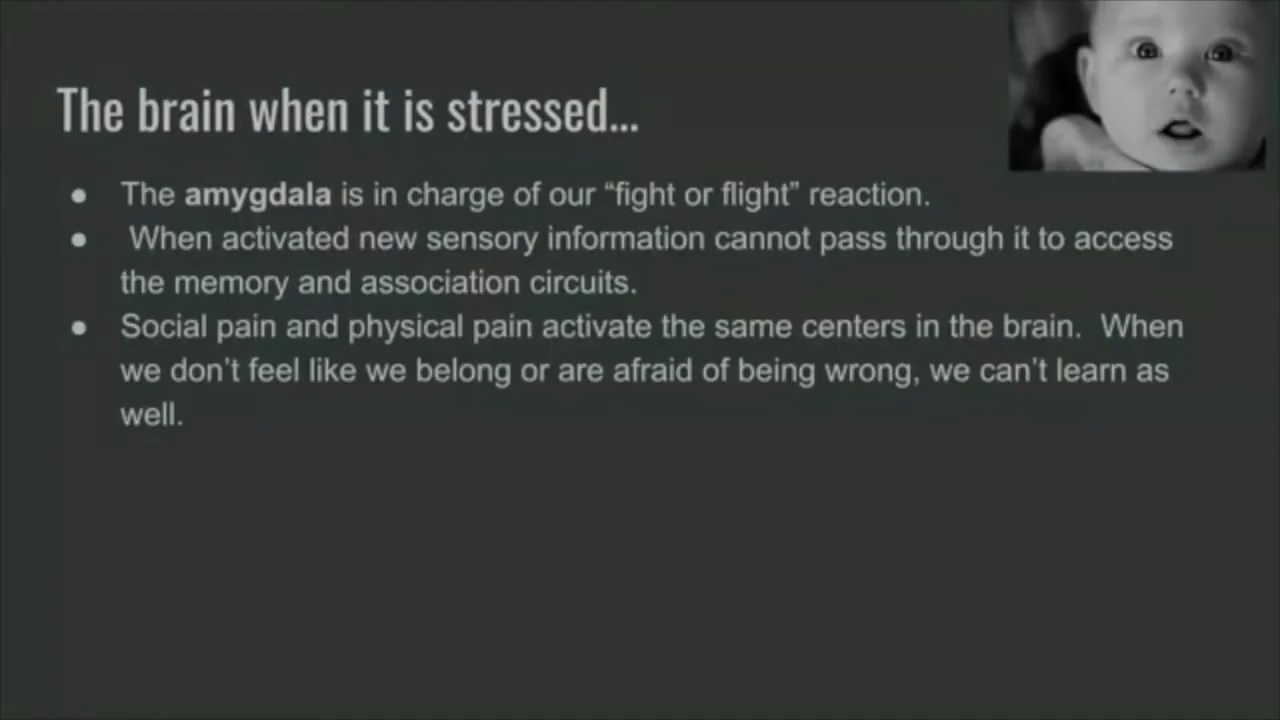 The brain when it is stressed...
● The amygdala is in charge of our “fight or flight” reaction.
● When activated new sensory information cannot pass through it to access
the memory and association circuits.
● Social pain and physical pain activate the same centers in the brain. When
we don’t feel like we belong or are afraid of being wrong, we can’t learn as
well.